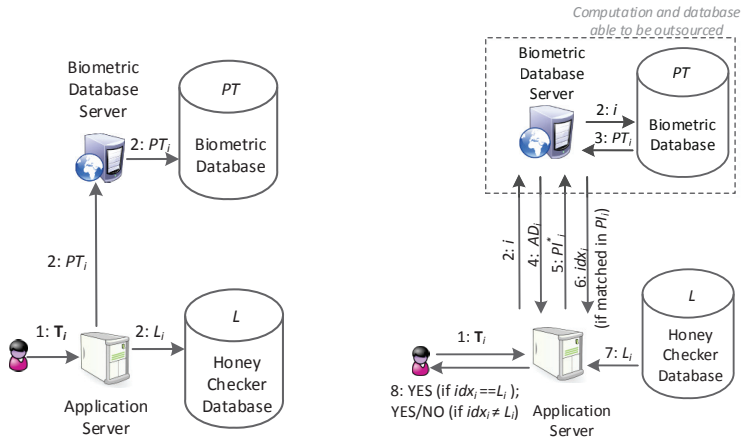 Biometric
Database
Server
PT
2: PTᵢ
Biometric
Database
2: PTᵢ
1: Tᵢ
2: Lᵢ
L
Honey
Checker
Database
Application
Server
Computation and database
able to be outsourced
Biometric
Database
Server
PT
2: i
3: PTᵢ
Biometric
Database
2: i
4: ADᵢ
5: PI*ᵢ
6: idxᵢ
(if matched in PIᵢ)
L
1: Tᵢ
7: Lᵢ
Honey
Checker
Database
8: YES (if idxᵢ==Lᵢ );
YES/NO (if idxᵢ ≠ Lᵢ)
Application
Server